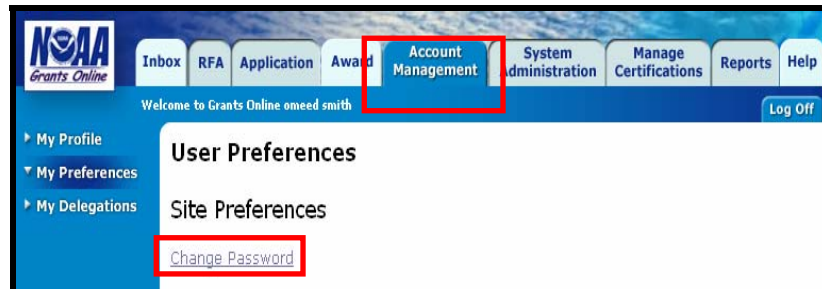 NOAA
Grants Online
Inbox RFA Application Award Account Management System Administration Manage Certifications Reports Help
Welcome to Grants Online omeed smith
Log Off
My Profile
My Preferences
My Delegations
User Preferences
Site Preferences
Change Password